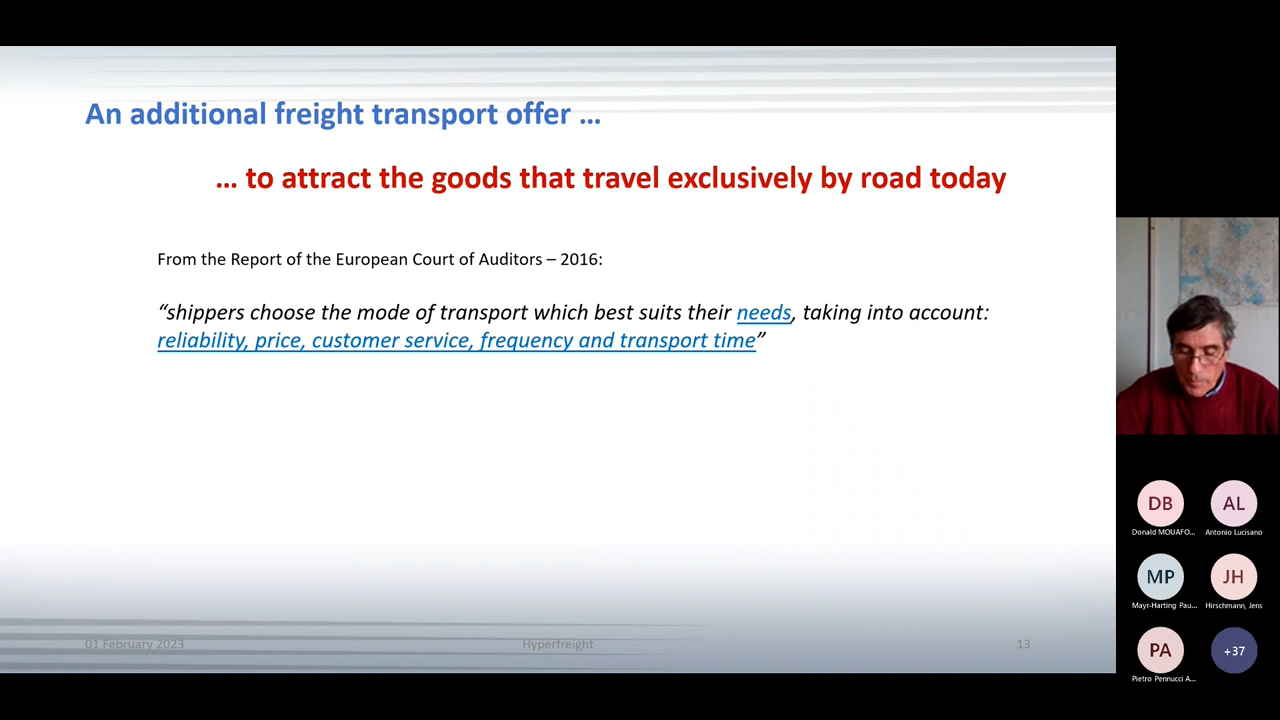 An additional freight transport offer …
… to attract the goods that travel exclusively by road today
From the Report of the European Court of Auditors – 2016:
“shippers choose the mode of transport which best suits their needs, taking into account:
reliability, price, customer service, frequency and transport time”
01 February 2023
Hyperfreight
13
DB
AL
Donald MOUAFO...
Antonio Lucisano
MP
JH
Mayr-Harting Pau...
Hirschmann, Jens
PA
+37
Pietro Pennucci A...